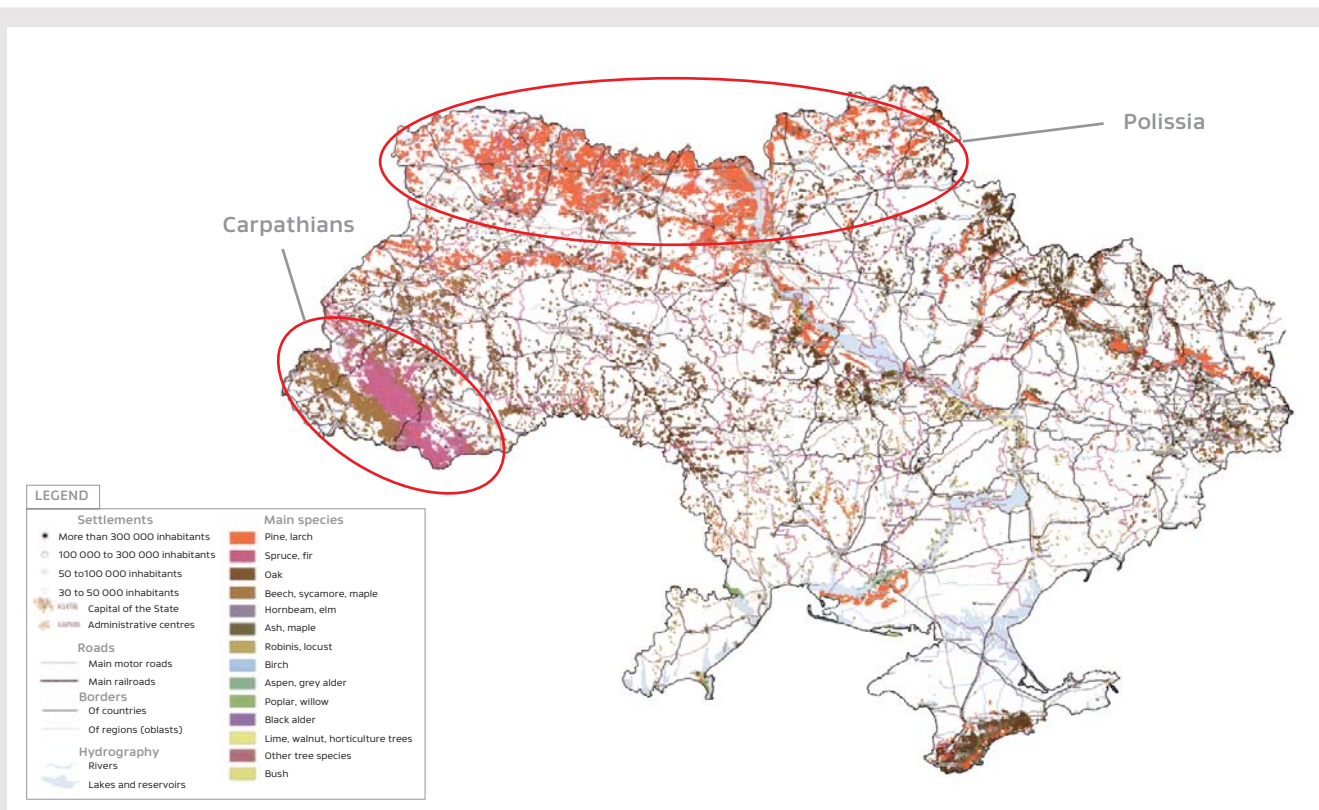 Polissia
Carpathians
LEGEND
Settlements
More than 300 000 inhabitants
100 000 to 300 000 inhabitants
50 to100 000 inhabitants
30 to 50 000 inhabitants
Capital of the State
Administrative centres
Roads
Main motor roads
Main railroads
Borders
Of countries
Of regions (oblasts)
Hydrography
Rivers
Lakes and reservoirs
Main species
Pine, larch
Spruce, fir
Oak
Beech, sycamore, maple
Hornbeam, elm
Ash, maple
Robinis, locust
Birch
Aspen, grey alder
Poplar, willow
Black alder
Lime, walnut, horticulture trees
Other tree species
Bush